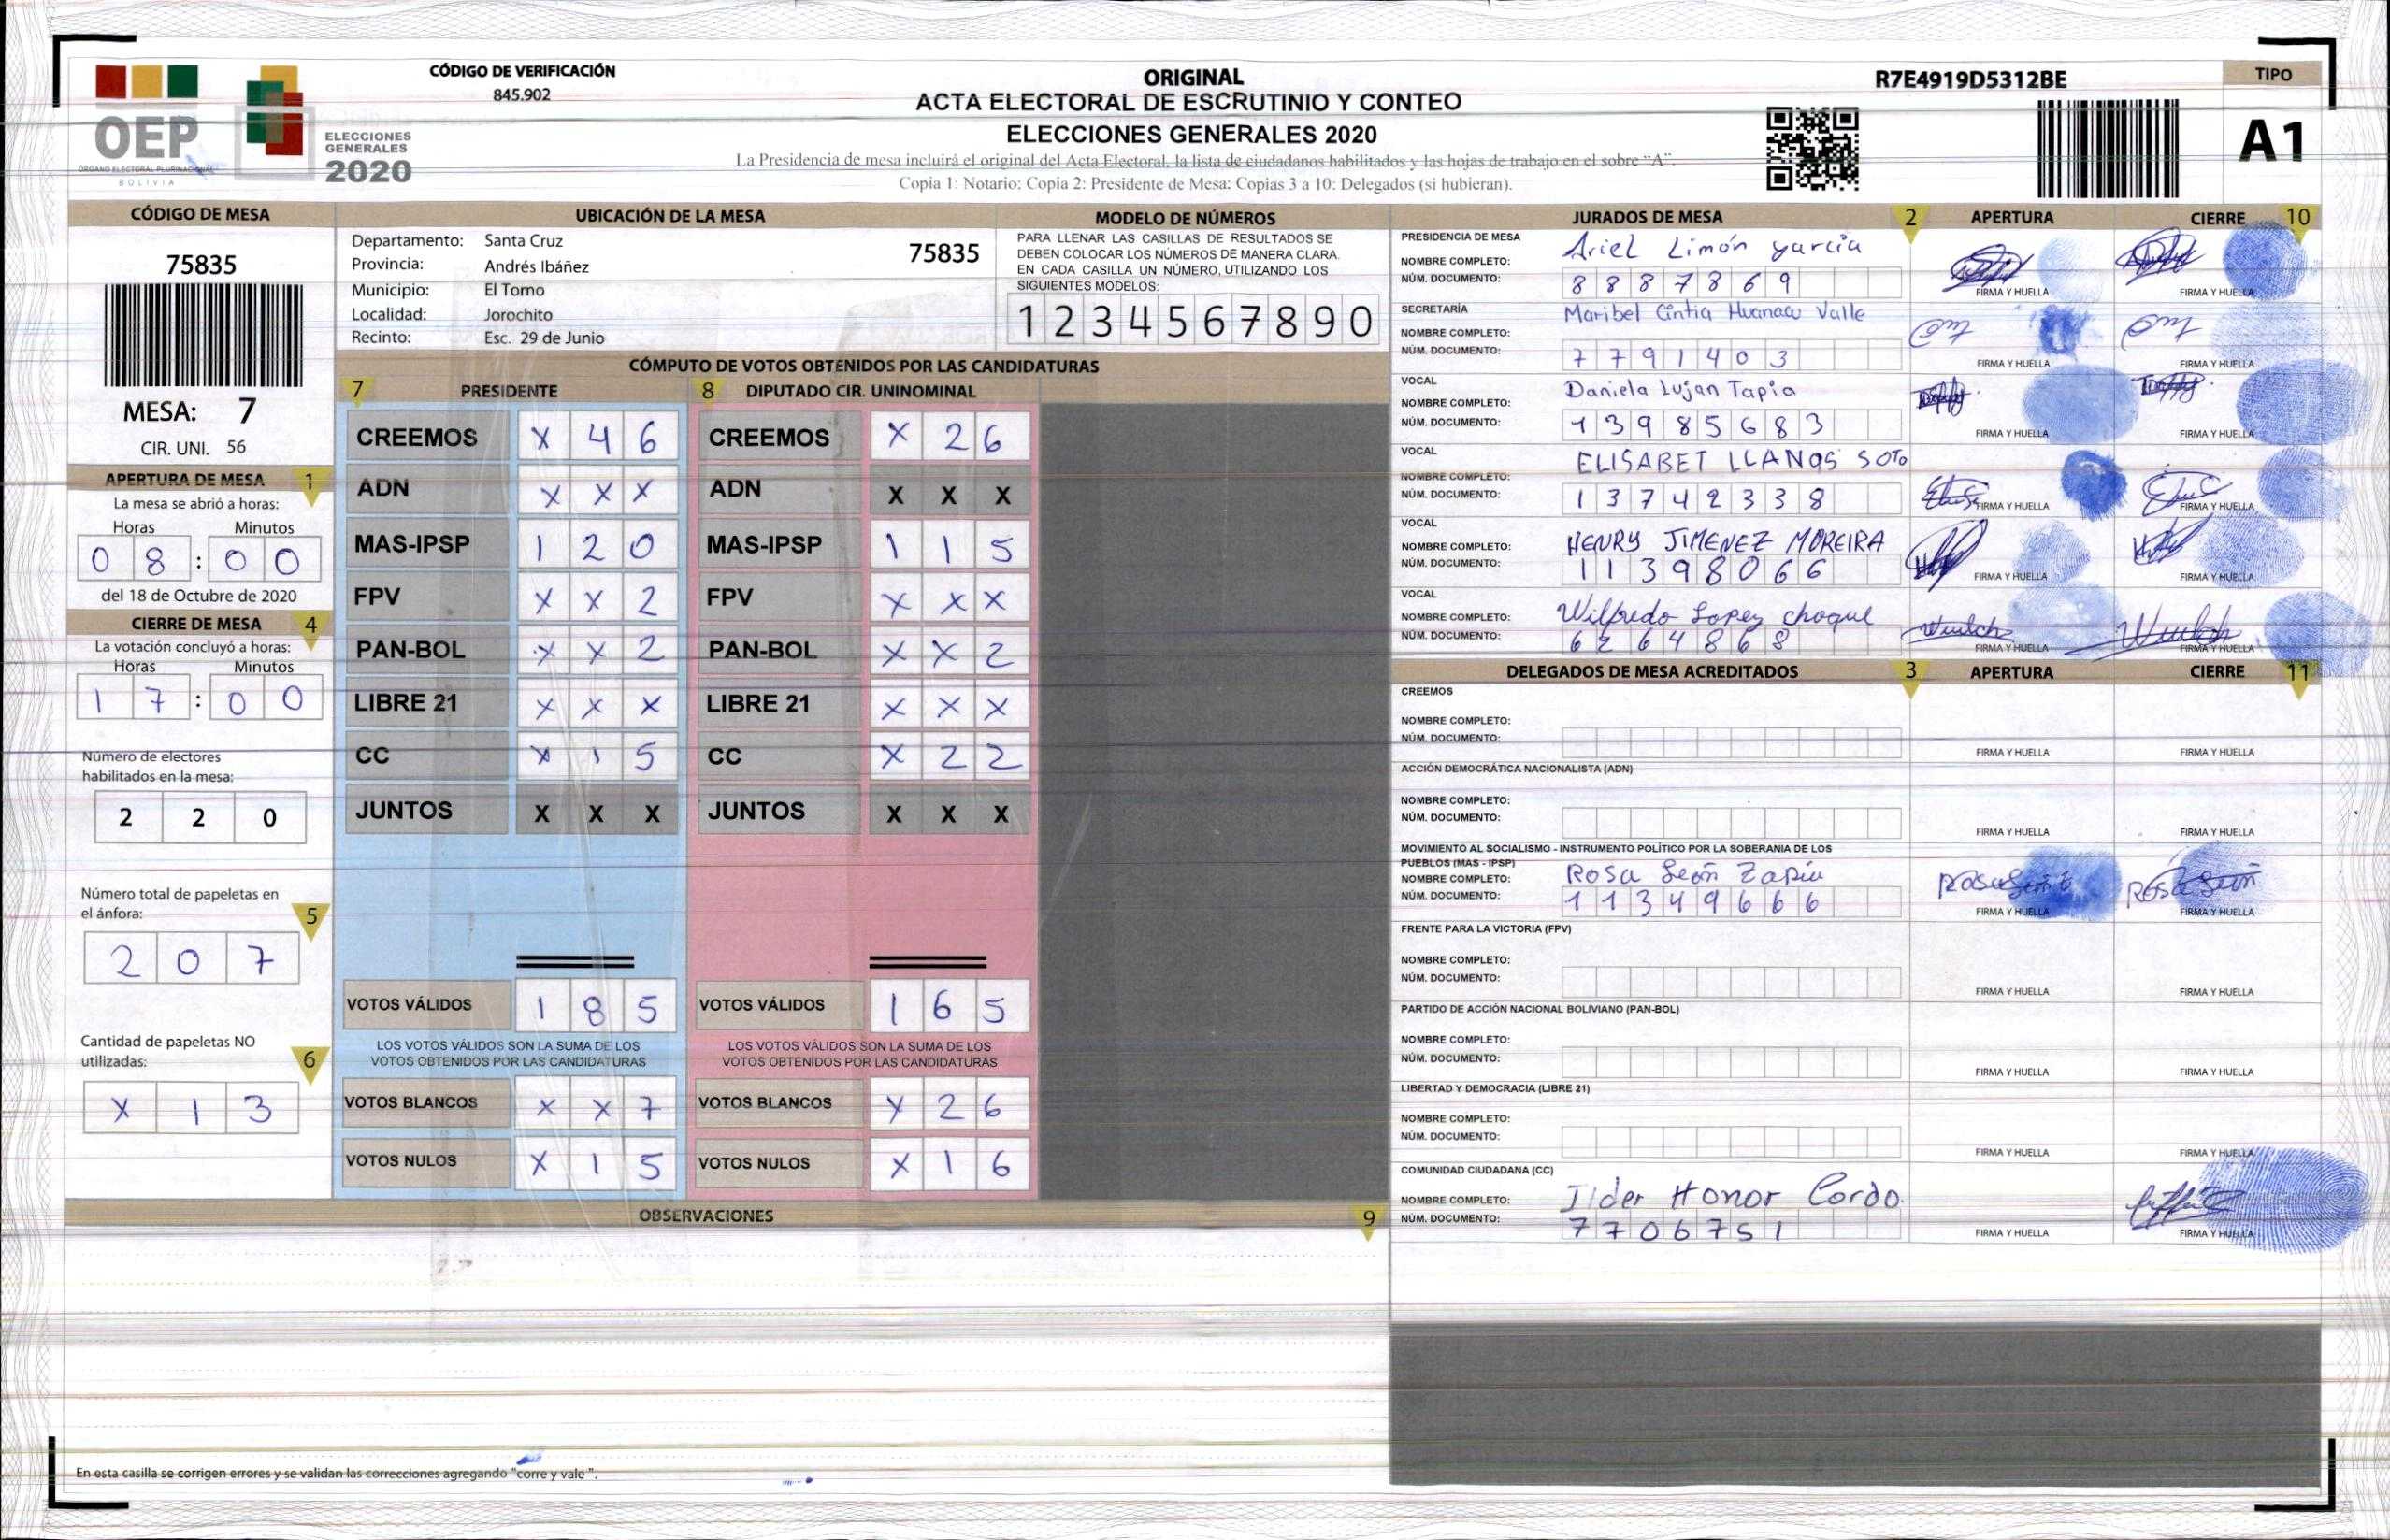 CÓDIGO DE VERIFICACIÓN
845.902
OEP
ÓRGANO ELECTORAL PLURINACIONAL
BOLIVIA
ELECCIONES
GENERALES
2020
ORIGINAL
ACTA ELECTORAL DE ESCRUTINIO Y CONTEO
ELECCIONES GENERALES 2020
La Presidencia de mesa incluirá el original del Acta Electoral, la lista de ciudadanos habilitados y las hojas de trabajo en el sobre "A".
Copia 1: Notario; Copia 2: Presidente de Mesa; Copias 3 a 10: Delegados (si hubieran).
R7E4919D5312BE
TIPO
A1
CÓDIGO DE MESA
75835
MESA: 7
CIR. UNI. 56
APERTURA DE MESA 1
La mesa se abrió a horas:
Horas Minutos
0 8 : 0 0
del 18 de Octubre de 2020
CIERRE DE MESA 4
La votación concluyó a horas:
Horas Minutos
1 7 : 0 0
Número de electores
habilitados en la mesa:
2 2 0
Número total de papeletas en
el ánfora: 5
2 0 7
Cantidad de papeletas NO
utilizadas: 6
X 1 3
UBICACIÓN DE LA MESA
Departamento: Santa Cruz 75835
Provincia: Andrés Ibáñez
Municipio: El Torno
Localidad: Jorochito
Recinto: Esc. 29 de Junio
MODELO DE NÚMEROS
PARA LLENAR LAS CASILLAS DE RESULTADOS SE
DEBEN COLOCAR LOS NÚMEROS DE MANERA CLARA.
EN CADA CASILLA UN NÚMERO, UTILIZANDO LOS
SIGUIENTES MODELOS:
1 2 3 4 5 6 7 8 9 0
CÓMPUTO DE VOTOS OBTENIDOS POR LAS CANDIDATURAS
7 PRESIDENTE
CREEMOS X 4 6
ADN X X X
MAS-IPSP 1 2 0
FPV X X 2
PAN-BOL X X 2
LIBRE 21 X X X
CC X 1 5
JUNTOS X X X
VOTOS VÁLIDOS 1 8 5
LOS VOTOS VÁLIDOS SON LA SUMA DE LOS
VOTOS OBTENIDOS POR LAS CANDIDATURAS
VOTOS BLANCOS X X 7
VOTOS NULOS X 1 5
8 DIPUTADO CIR. UNINOMINAL
CREEMOS X 2 6
ADN X X X
MAS-IPSP 1 1 5
FPV X X X
PAN-BOL X X 2
LIBRE 21 X X X
CC X 2 2
JUNTOS X X X
VOTOS VÁLIDOS 1 6 5
LOS VOTOS VÁLIDOS SON LA SUMA DE LOS
VOTOS OBTENIDOS POR LAS CANDIDATURAS
VOTOS BLANCOS X 2 6
VOTOS NULOS X 1 6
OBSERVACIONES 9
En esta casilla se corrigen errores y se validan las correcciones agregando "corre y vale".
JURADOS DE MESA 2 APERTURA CIERRE 10
PRESIDENCIA DE MESA
NOMBRE COMPLETO: Ariel Limón garcía
NÚM. DOCUMENTO: 8 8 8 7 8 6 9
FIRMA Y HUELLA FIRMA Y HUELLA
SECRETARÍA
NOMBRE COMPLETO: Maribel Cintia Huanacu Valle
NÚM. DOCUMENTO: 7 7 9 1 4 0 3
FIRMA Y HUELLA FIRMA Y HUELLA
VOCAL
NOMBRE COMPLETO: Daniela Lujan Tapia
NÚM. DOCUMENTO: 1 3 9 8 5 6 8 3
FIRMA Y HUELLA FIRMA Y HUELLA
VOCAL
NOMBRE COMPLETO: ELISABET LLANOS SOTO
NÚM. DOCUMENTO: 1 3 7 4 2 3 3 8
FIRMA Y HUELLA FIRMA Y HUELLA
VOCAL
NOMBRE COMPLETO: HENRY JIMENEZ MOREIRA
NÚM. DOCUMENTO: 1 1 3 9 8 0 6 6
FIRMA Y HUELLA FIRMA Y HUELLA
VOCAL
NOMBRE COMPLETO: Wilfredo Lopez choque
NÚM. DOCUMENTO: 6 2 6 4 8 6 8
FIRMA Y HUELLA FIRMA Y HUELLA
DELEGADOS DE MESA ACREDITADOS 3 APERTURA CIERRE 11
CREEMOS
NOMBRE COMPLETO:
NÚM. DOCUMENTO:
FIRMA Y HUELLA FIRMA Y HUELLA
ACCIÓN DEMOCRÁTICA NACIONALISTA (ADN)
NOMBRE COMPLETO:
NÚM. DOCUMENTO:
FIRMA Y HUELLA FIRMA Y HUELLA
MOVIMIENTO AL SOCIALISMO - INSTRUMENTO POLÍTICO POR LA SOBERANIA DE LOS
PUEBLOS (MAS - IPSP)
NOMBRE COMPLETO: Rosa León Zapia
NÚM. DOCUMENTO: 1 1 3 4 9 6 6 6
FIRMA Y HUELLA FIRMA Y HUELLA
FRENTE PARA LA VICTORIA (FPV)
NOMBRE COMPLETO:
NÚM. DOCUMENTO:
FIRMA Y HUELLA FIRMA Y HUELLA
PARTIDO DE ACCIÓN NACIONAL BOLIVIANO (PAN-BOL)
NOMBRE COMPLETO:
NÚM. DOCUMENTO:
FIRMA Y HUELLA FIRMA Y HUELLA
LIBERTAD Y DEMOCRACIA (LIBRE 21)
NOMBRE COMPLETO:
NÚM. DOCUMENTO:
FIRMA Y HUELLA FIRMA Y HUELLA
COMUNIDAD CIUDADANA (CC)
NOMBRE COMPLETO: Ilder Honor Cordo
NÚM. DOCUMENTO: 7 7 0 6 7 5 1
FIRMA Y HUELLA FIRMA Y HUELLA